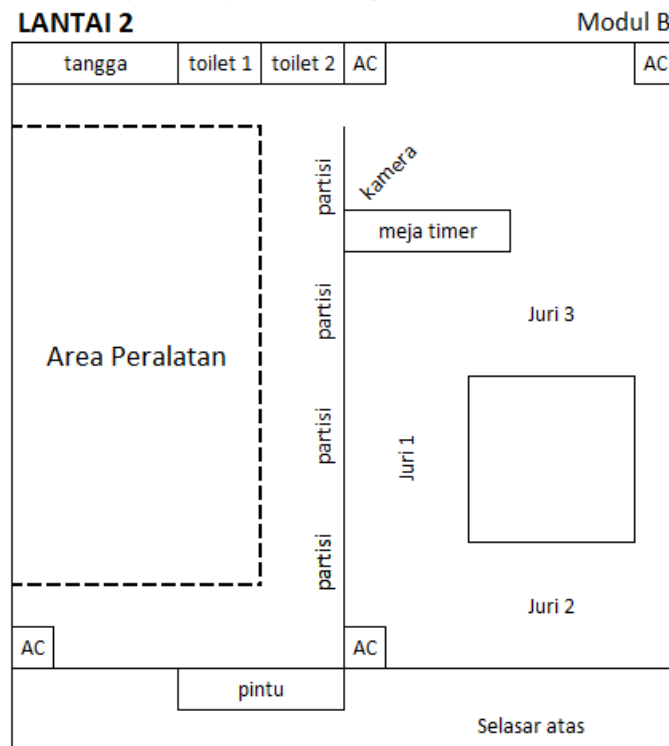 LANTAI 2
Modul B
tangga
toilet 1
toilet 2
AC
AC
partisi
kamera
meja timer
partisi
Juri 3
Area Peralatan
partisi
Juri 1
partisi
Juri 2
AC
AC
pintu
Selasar atas